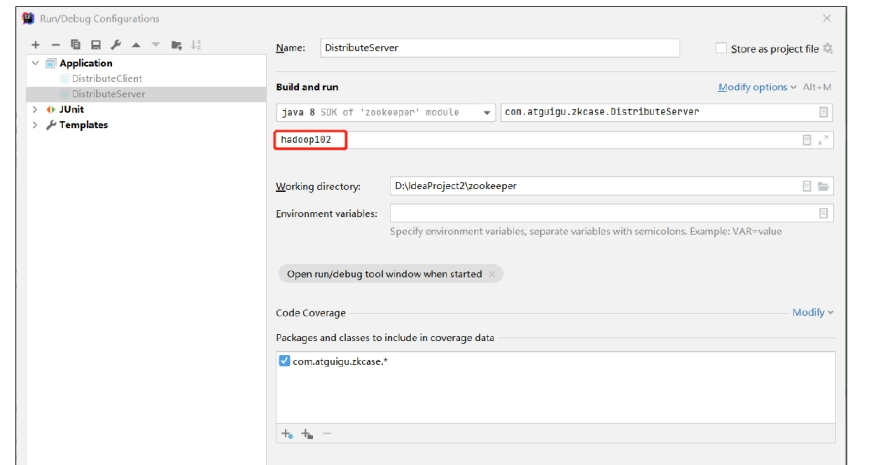 Run/Debug Configurations
Name: DistributeServer
Store as project file
Application
DistributeClient
DistributeServer
JUnit
Templates
Build and run
Modify options Alt+M
java 8 SDK of 'zookeeper' module
com.atguigu.zkcase.DistributeServer
hadoop102
Working directory: D:\IdeaProject2\zookeeper
Environment variables:
Specify environment variables, separate variables with semicolons. Example: VAR=value
Open run/debug tool window when started
Code Coverage
Modify
Packages and classes to include in coverage data
com.atguigu.zkcase.*